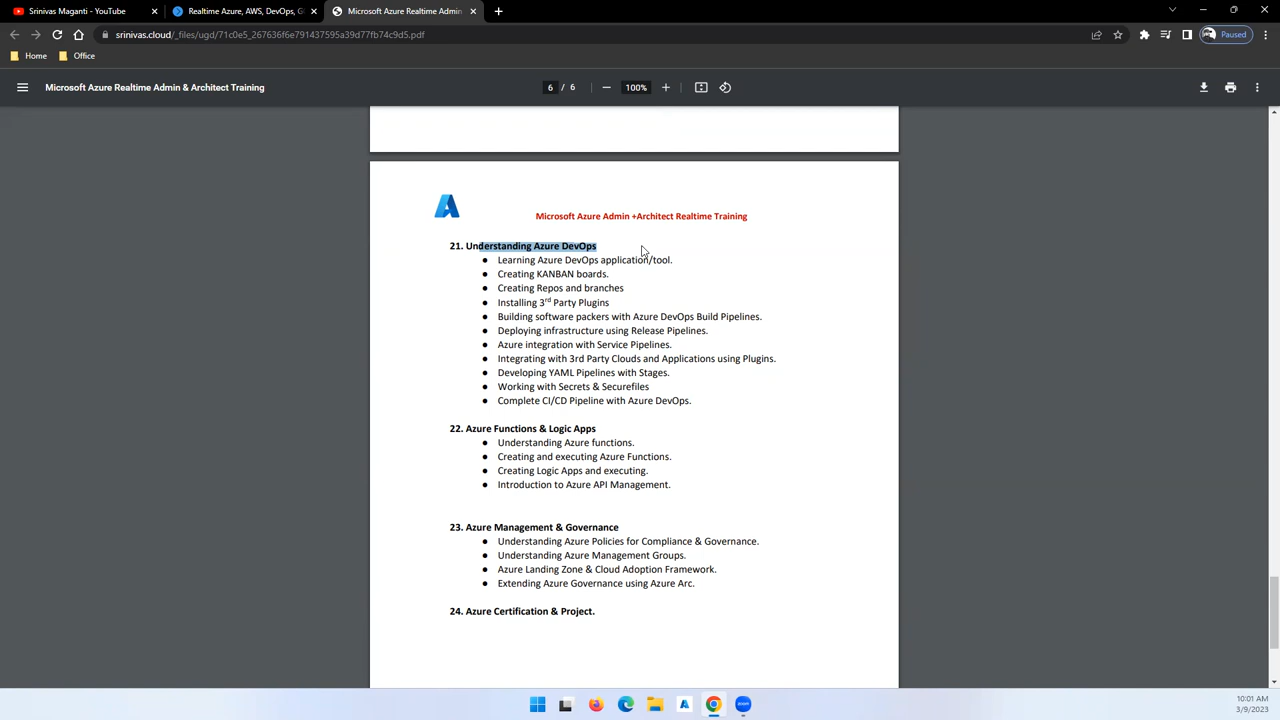 Srinivas Maganti - YouTube
Realtime Azure, AWS, DevOps, G
Microsoft Azure Realtime Admin
srinivas.cloud/_files/ugd/71c0e5_267636f6e791437595a39d77fb74c9d5.pdf
Paused
Home
Office
Microsoft Azure Realtime Admin & Architect Training
6 / 6
100%
Microsoft Azure Admin +Architect Realtime Training
21. Understanding Azure DevOps
● Learning Azure DevOps application/tool.
● Creating KANBAN boards.
● Creating Repos and branches
● Installing 3rd Party Plugins
● Building software packers with Azure DevOps Build Pipelines.
● Deploying infrastructure using Release Pipelines.
● Azure integration with Service Pipelines.
● Integrating with 3rd Party Clouds and Applications using Plugins.
● Developing YAML Pipelines with Stages.
● Working with Secrets & Securefiles
● Complete CI/CD Pipeline with Azure DevOps.
22. Azure Functions & Logic Apps
● Understanding Azure functions.
● Creating and executing Azure Functions.
● Creating Logic Apps and executing.
● Introduction to Azure API Management.
23. Azure Management & Governance
● Understanding Azure Policies for Compliance & Governance.
● Understanding Azure Management Groups.
● Azure Landing Zone & Cloud Adoption Framework.
● Extending Azure Governance using Azure Arc.
24. Azure Certification & Project.
zoom
10:01 AM
3/9/2023